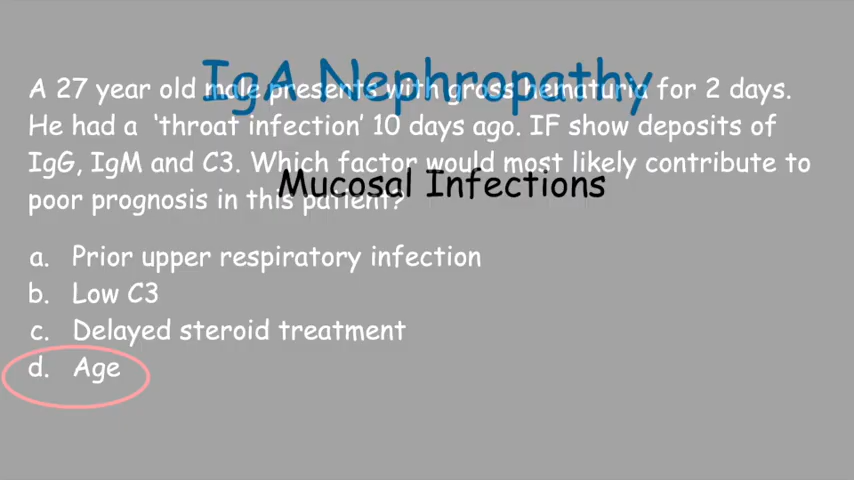 IgA Nephropathy
A 27 year old male presents with gross hematuria for 2 days.
He had a 'throat infection' 10 days ago. IF show deposits of
IgG, IgM and C3. Which factor would most likely contribute to
Mucosal Infections
poor prognosis in this patient?
a. Prior upper respiratory infection
b. Low C3
c. Delayed steroid treatment
d. Age